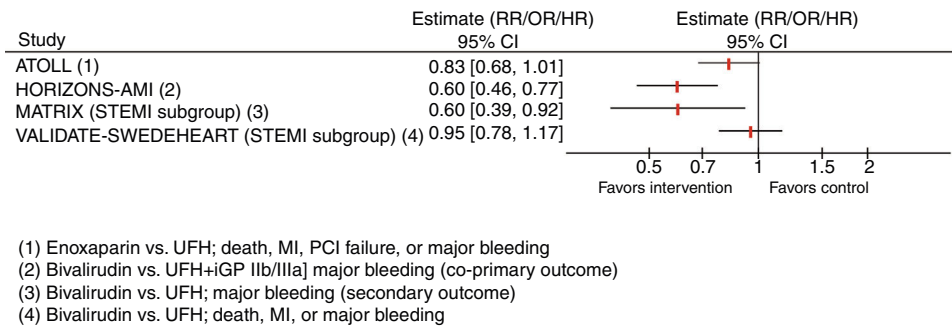 Estimate (RR/OR/HR) Estimate (RR/OR/HR)
Study 95% CI 95% CI
ATOLL (1) 0.83 [0.68, 1.01]
HORIZONS-AMI (2) 0.60 [0.46, 0.77]
MATRIX (STEMI subgroup) (3) 0.60 [0.39, 0.92]
VALIDATE-SWEDEHEART (STEMI subgroup) (4) 0.95 [0.78, 1.17]
0.5 0.7 1 1.5 2
Favors intervention Favors control
(1) Enoxaparin vs. UFH; death, MI, PCI failure, or major bleeding
(2) Bivalirudin vs. UFH+iGP IIb/IIIa] major bleeding (co-primary outcome)
(3) Bivalirudin vs. UFH; major bleeding (secondary outcome)
(4) Bivalirudin vs. UFH; death, MI, or major bleeding